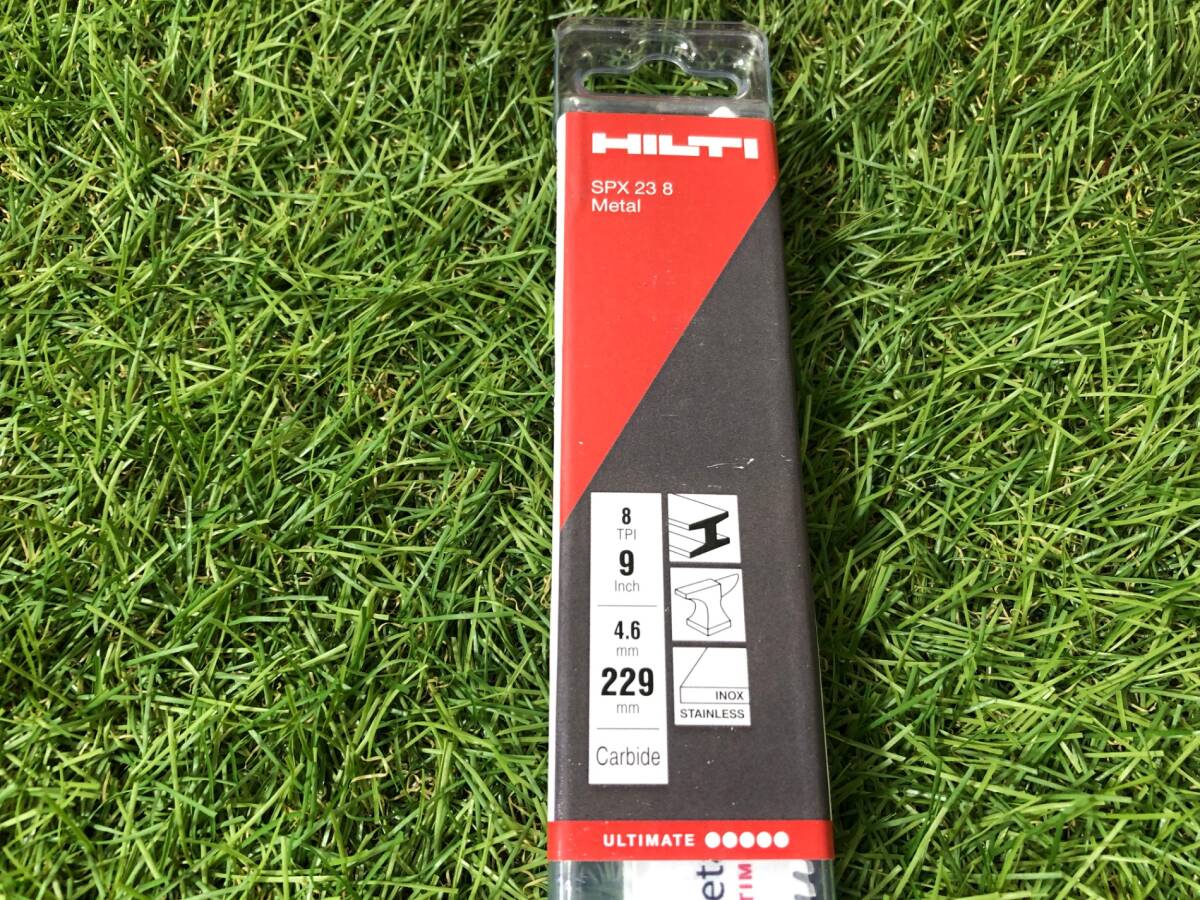 HILTI
SPX 23 8
Metal
8
TPI
9
Inch
4.6
mm
229
mm
Carbide
INOX
STAINLESS
ULTIMATE